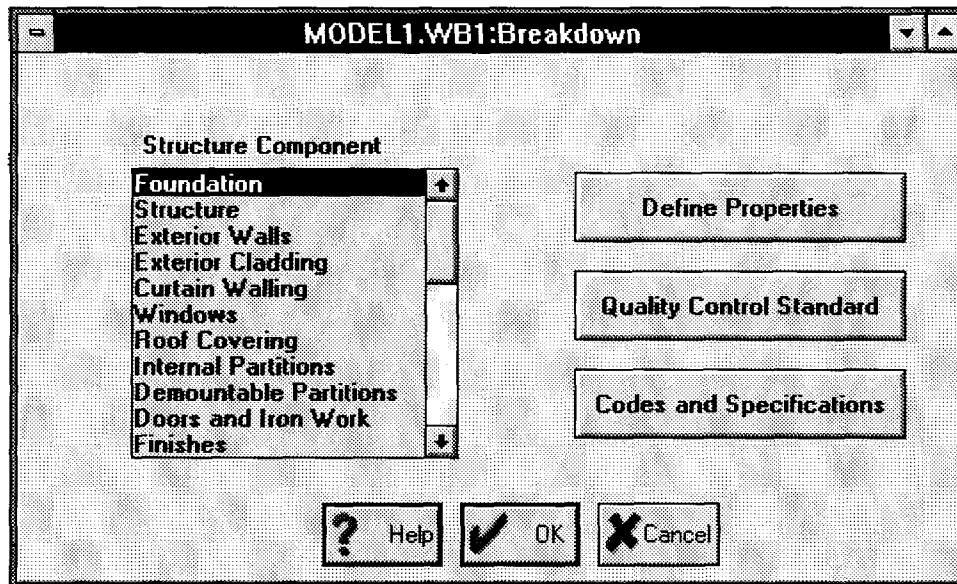 MODEL1.WB1:Breakdown
Structure Component
Foundation
Structure
Exterior Walls
Exterior Cladding
Curtain Walling
Windows
Roof Covering
Internal Partitions
Demountable Partitions
Doors and Iron Work
Finishes
Define Properties
Quality Control Standard
Codes and Specifications
? Help
OK
Cancel